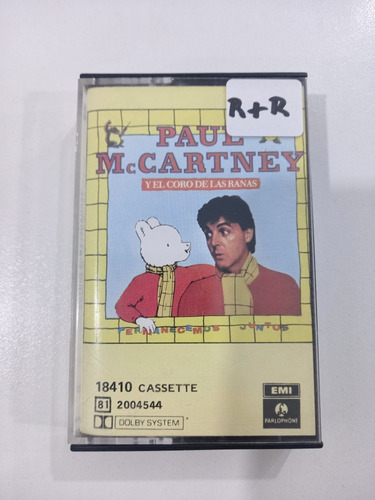 R+R
PAUL
McCARTNEY
Y EL CORO DE LAS RANAS
PERMANECEMOS JUNTOS
18410 CASSETTE
81 2004544
DOLBY SYSTEM
EMI
PARLOPHONE